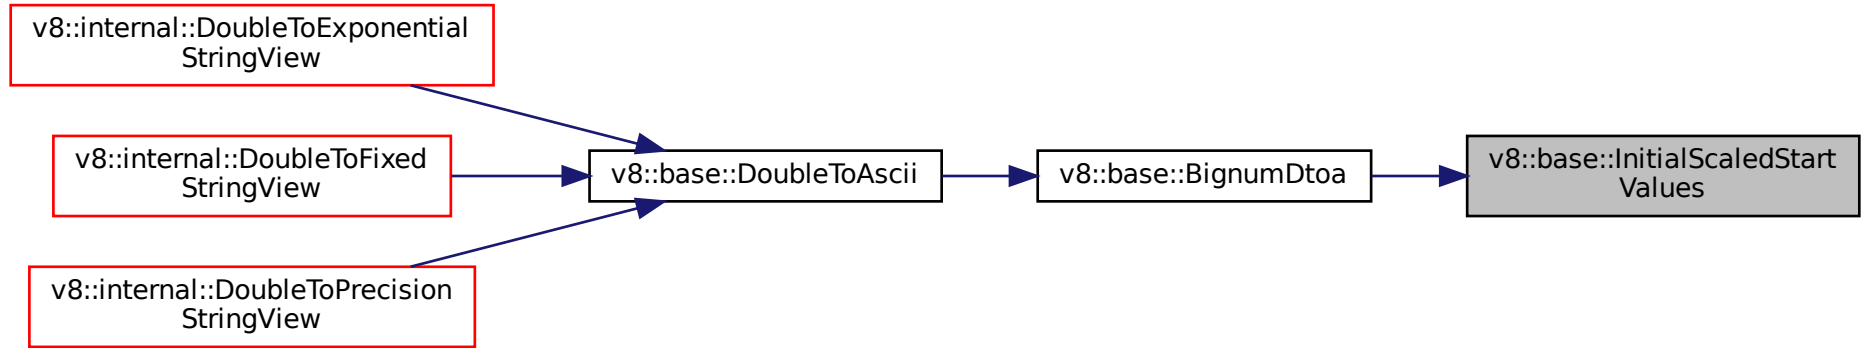 v8::internal::DoubleToExponential
StringView
v8::internal::DoubleToFixed
StringView
v8::internal::DoubleToPrecision
StringView
v8::base::DoubleToAscii
v8::base::BignumDtoa
v8::base::InitialScaledStart
Values